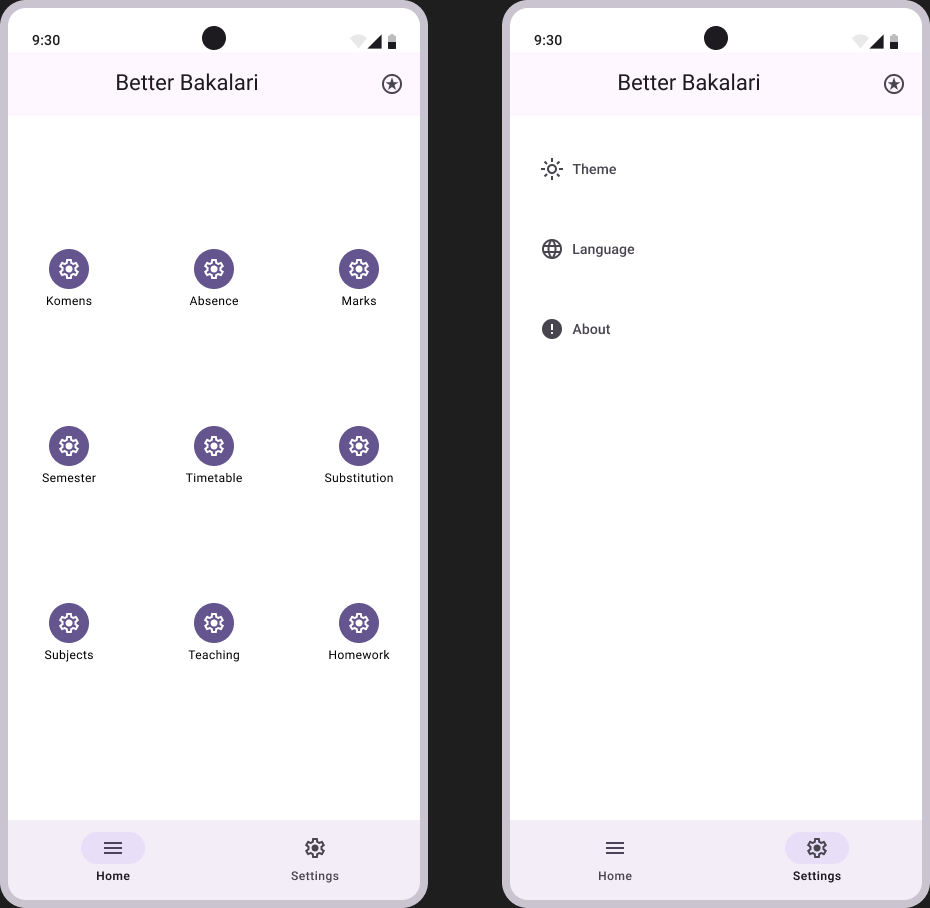 9:30
Better Bakalari
Komens
Absence
Marks
Semester
Timetable
Substitution
Subjects
Teaching
Homework
Home
Settings
9:30
Better Bakalari
Theme
Language
About
Home
Settings